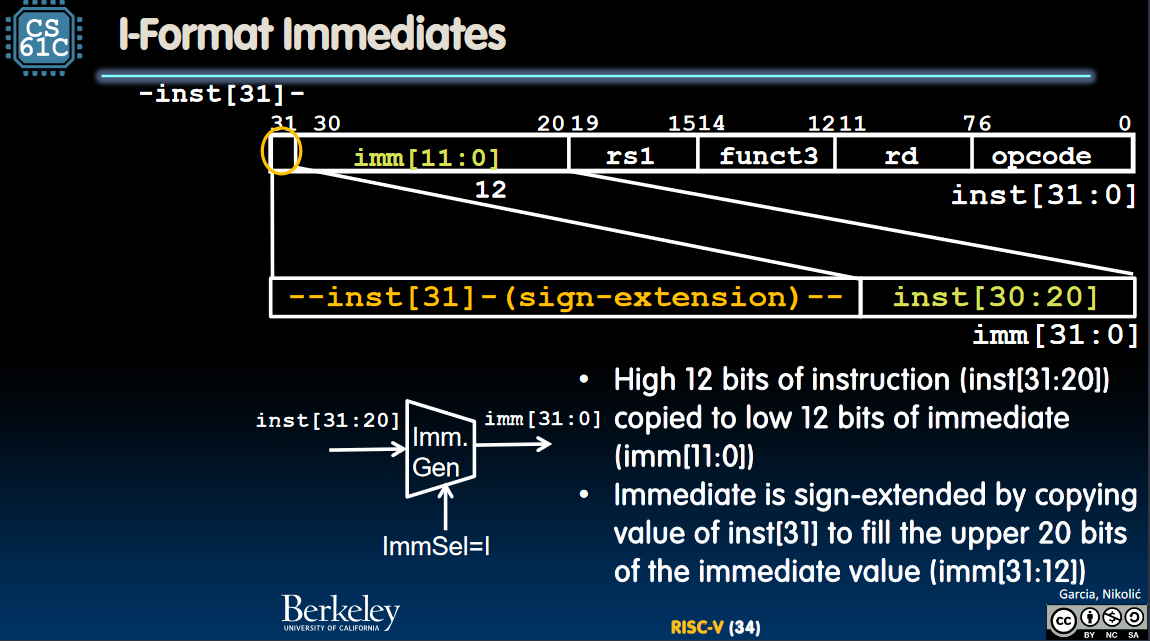 CS
61C
I-Format Immediates
-inst[31]-
31 30 20 19 15 14 12 11 7 6 0
imm[11:0] rs1 funct3 rd opcode
12
inst[31:0]
--inst[31]-(sign-extension)-- inst[30:20]
imm[31:0]
inst[31:20]
Imm.
Gen
imm[31:0]
ImmSel=I
• High 12 bits of instruction (inst[31:20])
copied to low 12 bits of immediate
(imm[11:0])
• Immediate is sign-extended by copying
value of inst[31] to fill the upper 20 bits
of the immediate value (imm[31:12])
Garcia, Nikolić
Berkeley
UNIVERSITY OF CALIFORNIA
RISC-V (34)
cc
BY NC SA